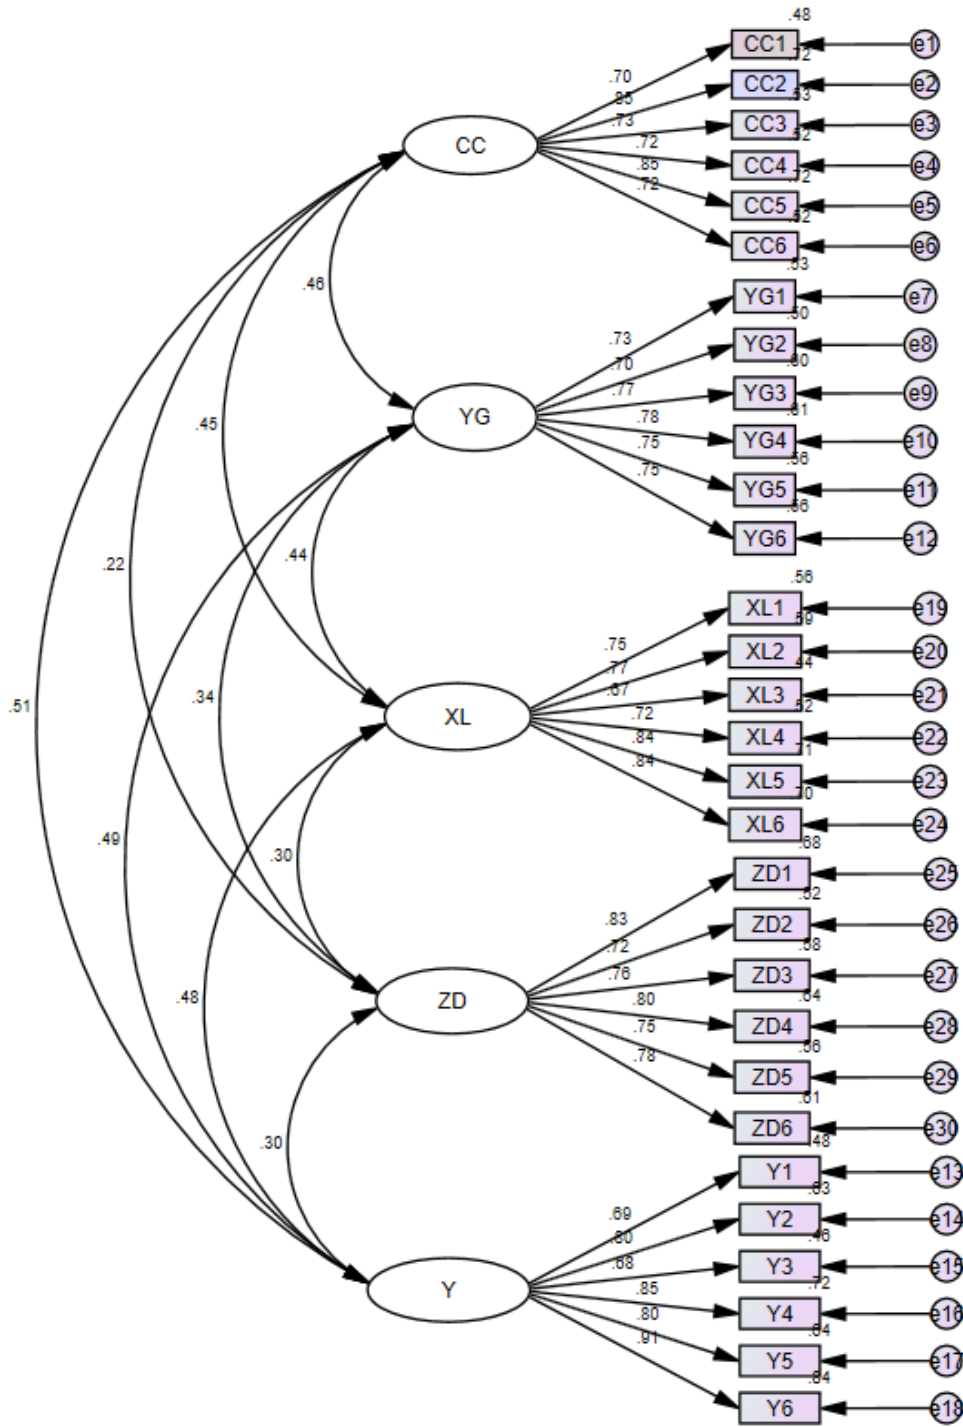 .48
CC1 e1
.70 .72
CC2 e2
.85 .53
CC3 e3
.73 .52
CC
.72 CC4 e4
.85 .72
CC5 e5
.72 .52
CC6 e6
.53
.46
YG1 e7
.50
.73 YG2 e8
.70 .60
.77 YG3 e9
.61
YG
.45
.78 YG4 e10
.75 .56
YG5 e11
.75 .56
YG6 e12
.44
.22
.56
XL1 e19
.59
.75 XL2 e20
.77 .44
.67 XL3 e21
.34
.51
.52
XL
.72 XL4 e22
.84 .71
XL5 e23
.84 .70
XL6 e24
.68
.49
.30
ZD1 e25
.52
.83 ZD2 e26
.72 .58
.76 ZD3 e27
.48
.64
ZD
.80 ZD4 e28
.75 .56
.78 ZD5 e29
.61
ZD6 e30
.48
.30
Y1 e13
.63
.69 Y2 e14
.80 .46
.68 Y3 e15
.72
Y
.85 Y4 e16
.80 .64
.91 Y5 e17
.84
Y6 e18